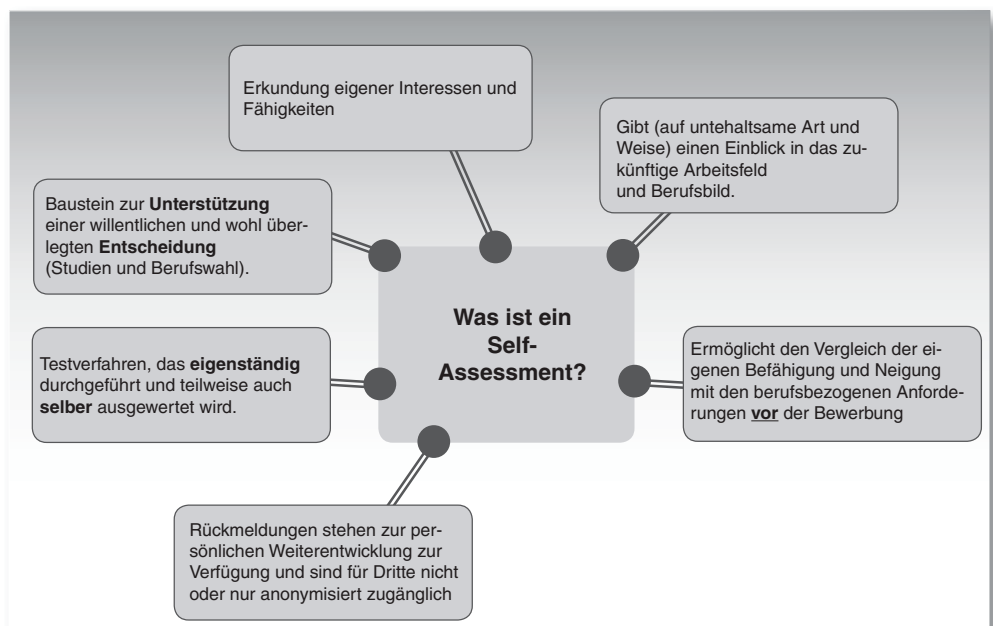 Erkundung eigener Interessen und
Fähigkeiten
Gibt (auf untehaltsame Art und
Weise) einen Einblick in das zu-
künftige Arbeitsfeld
und Berufsbild.
Baustein zur Unterstützung
einer willentlichen und wohl über-
legten Entscheidung
(Studien und Berufswahl).
Was ist ein
Self-
Assessment?
Testverfahren, das eigenständig
durchgeführt und teilweise auch
selber ausgewertet wird.
Ermöglicht den Vergleich der ei-
genen Befähigung und Neigung
mit den berufsbezogenen Anforde-
rungen vor der Bewerbung
Rückmeldungen stehen zur per-
sönlichen Weiterentwicklung zur
Verfügung und sind für Dritte nicht
oder nur anonymisiert zugänglich